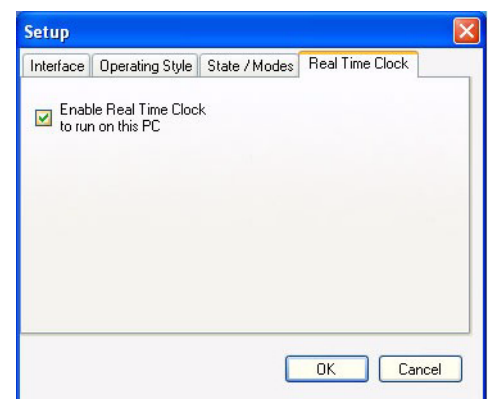 Setup
Interface Operating Style State / Modes Real Time Clock
Enable Real Time Clock
to run on this PC
OK Cancel